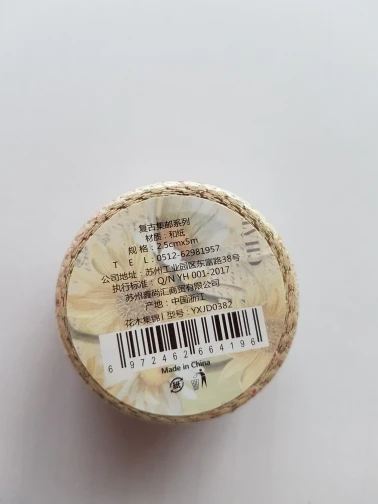 复古集邮系列
材质：和纸
规格：2.5cmx5m
T E L：0512-62981957
公司地址：苏州工业园区东富路38号
执行标准：Q/N YH 001-2017
苏州鑫尚汇商贸有限公司
产地：中国浙江
花木集锦 | 型号：YXJD0382
6 972462 664196
Made in China
紙